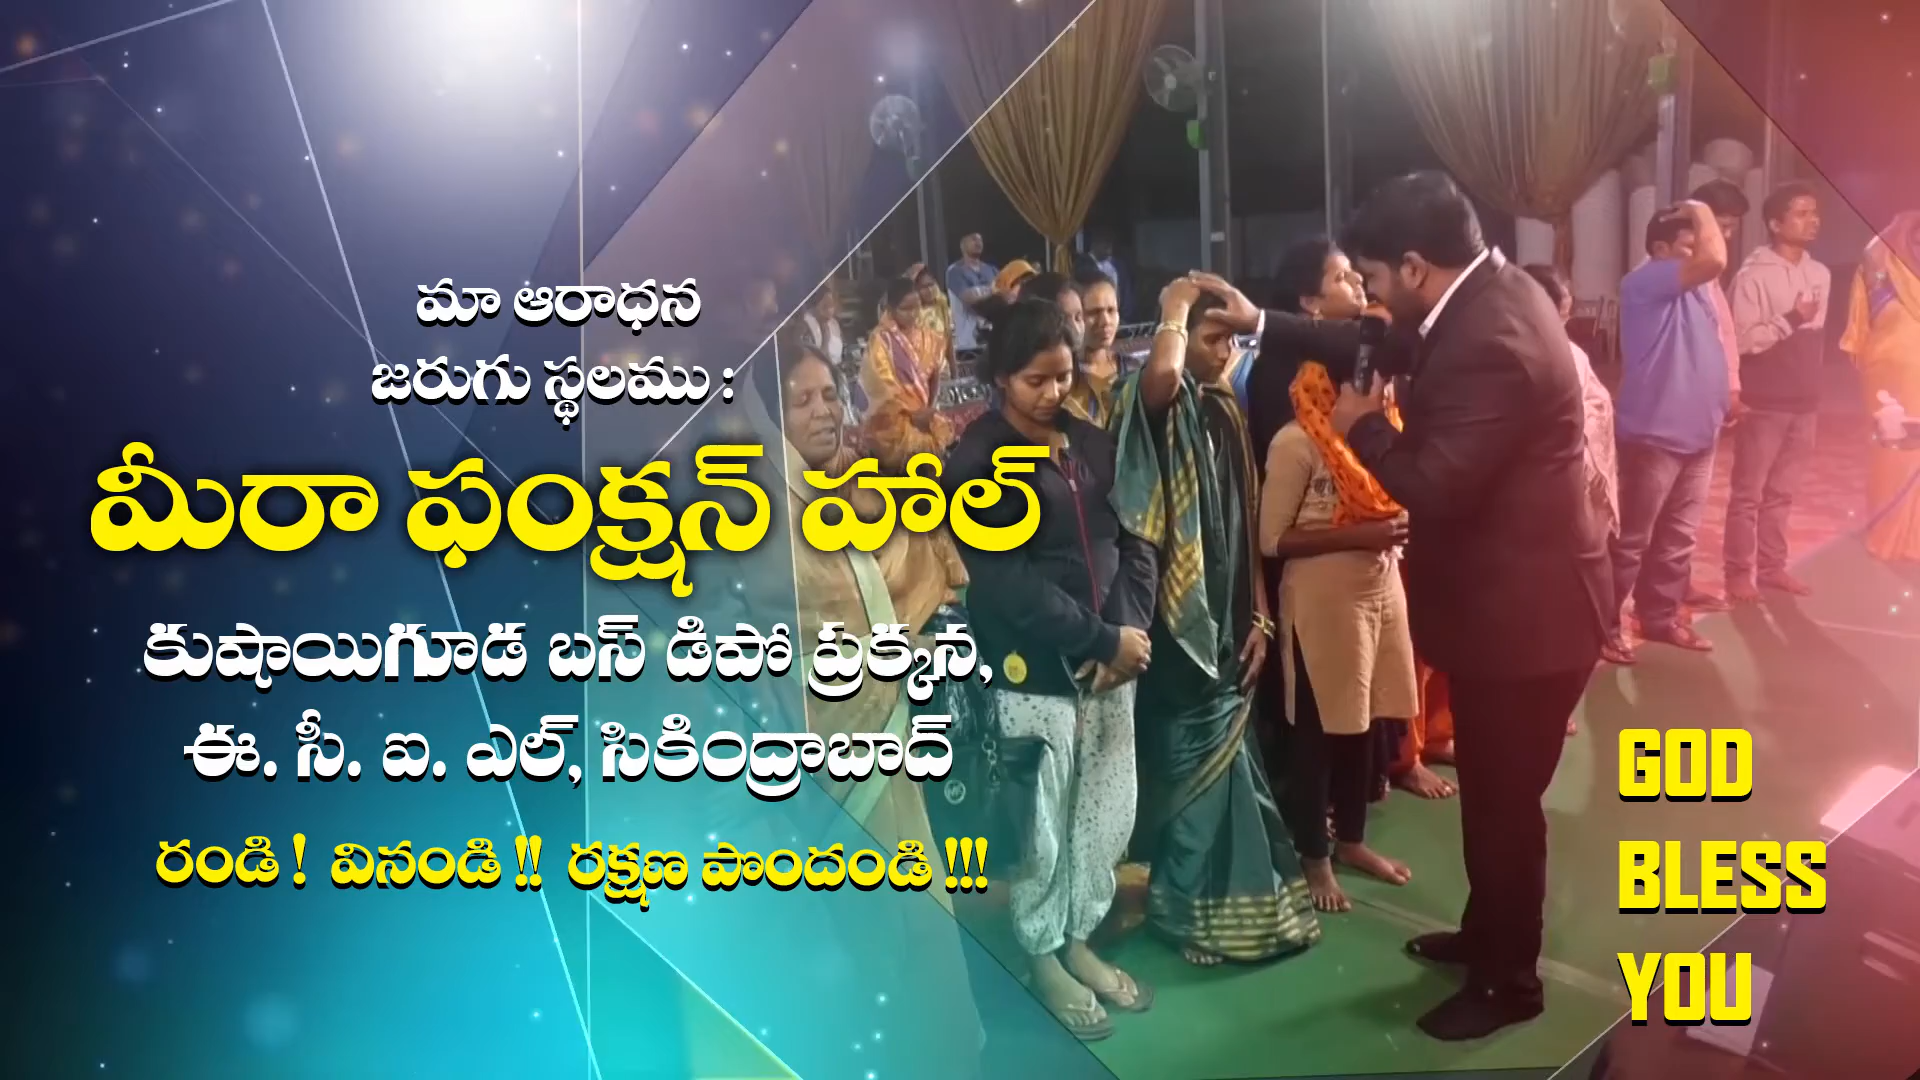 మా ఆరాధన
జరుగు స్థలము :
మీరా ఫంక్షన్ హాల్
కుషాయిగూడ బస్ డిపో ప్రక్కన,
ఈ. సీ. ఐ. ఎల్, సికింద్రాబాద్
రండి ! వినండి !! రక్షణ పొందండి !!!
GOD
BLESS
YOU